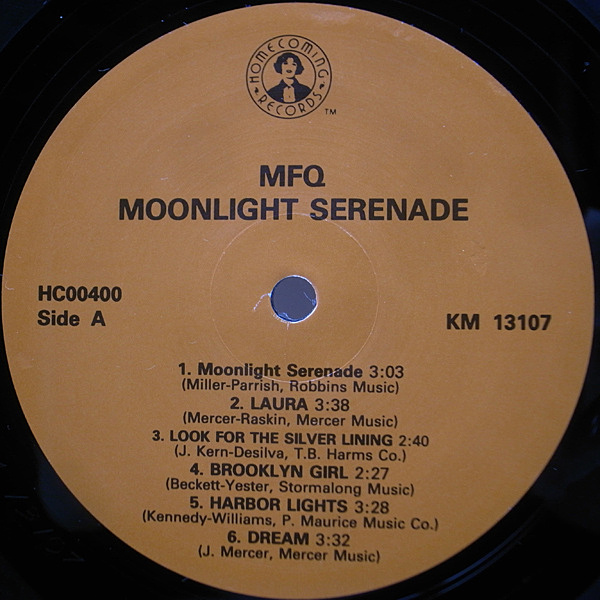 HOMECOMING
RECORDS
TM
MFQ
MOONLIGHT SERENADE
HC00400
Side A
KM 13107
1. Moonlight Serenade 3:03
(Miller-Parrish, Robbins Music)
2. LAURA 3:38
(Mercer-Raskin, Mercer Music)
3. LOOK FOR THE SILVER LINING 2:40
(J. Kern-Desilva, T.B. Harms Co.)
4. BROOKLYN GIRL 2:27
(Beckett-Yester, Stormalong Music)
5. HARBOR LIGHTS 3:28
(Kennedy-Williams, P. Maurice Music Co.)
6. DREAM 3:32
(J. Mercer, Mercer Music)